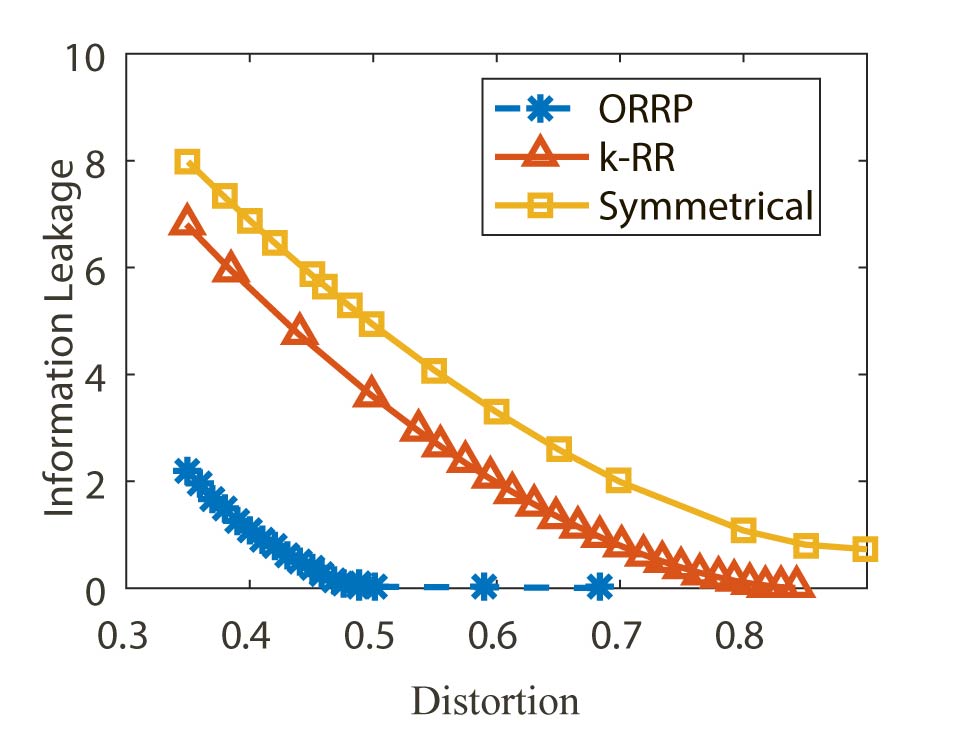 10
8
6
4
2
0
Information Leakage
ORRP
k-RR
Symmetrical
0.3 0.4 0.5 0.6 0.7 0.8
Distortion